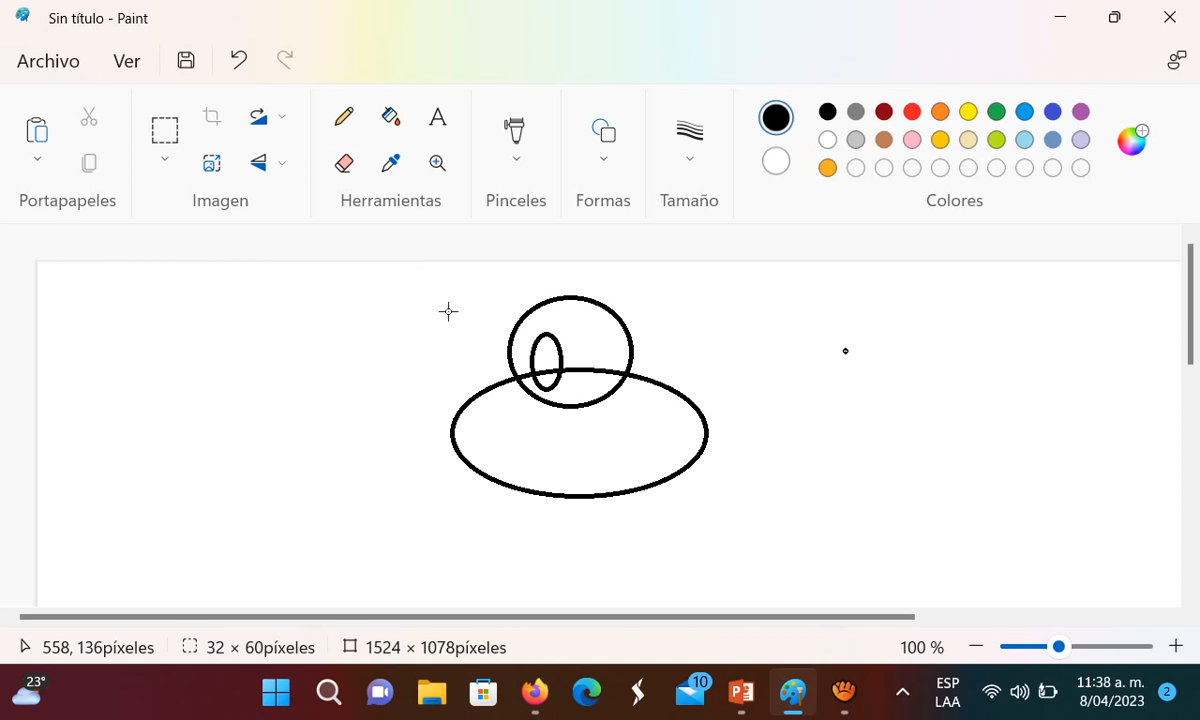 Sin título - Paint
Archivo Ver
Portapapeles Imagen Herramientas Pinceles Formas Tamaño Colores
558, 136píxeles 32 × 60píxeles 1524 × 1078píxeles 100 %
23°
10
ESP
LAA
11:38 a. m.
8/04/2023
2